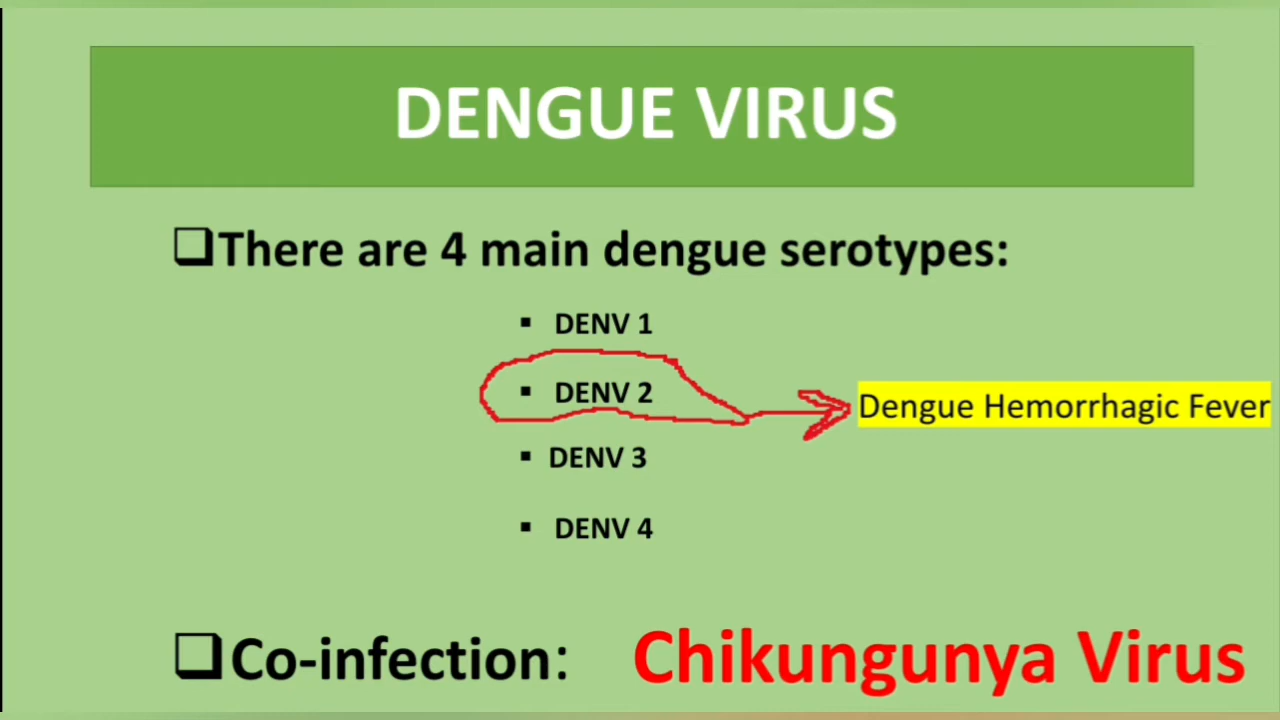 DENGUE VIRUS
There are 4 main dengue serotypes:
DENV 1
DENV 2
Dengue Hemorrhagic Fever
DENV 3
DENV 4
Co-infection: Chikungunya Virus